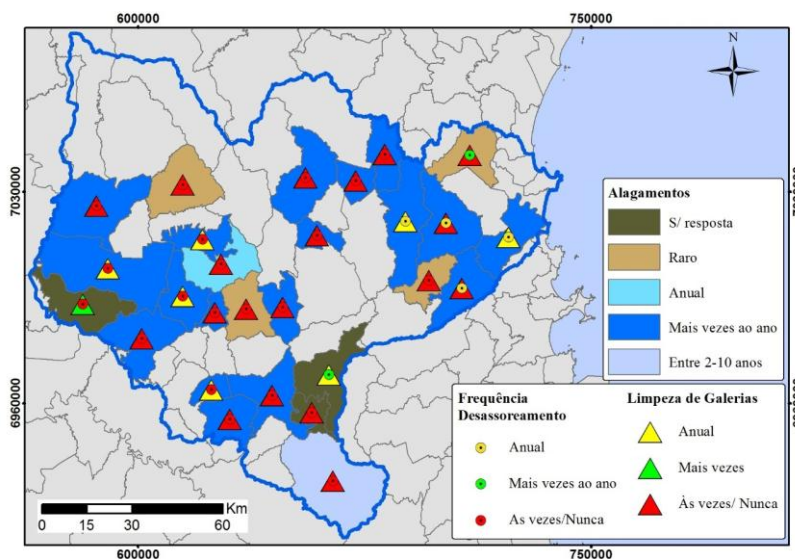 600000
750000
N
7030000
Alagamentos
S/ resposta
Raro
Anual
Mais vezes ao ano
Entre 2-10 anos
6960000
Frequência
Desassoreamento
Anual
Mais vezes ao ano
As vezes/Nunca
Limpeza de Galerias
Anual
Mais vezes
Às vezes/ Nunca
Km
0 15 30 60
600000
750000